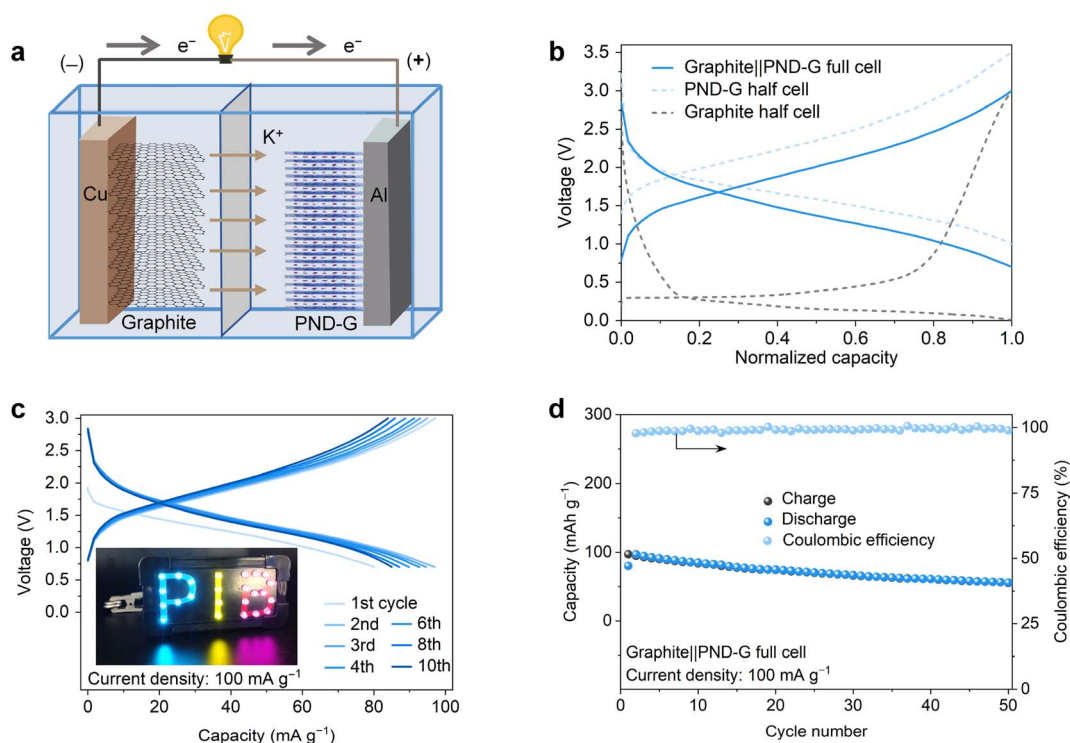 a
e⁻
e⁻
(–)
(+)
K⁺
Cu
Al
Graphite
PND-G
b
3.5
3.0
2.5
2.0
1.5
1.0
0.5
0.0
Voltage (V)
Graphite||PND-G full cell
PND-G half cell
Graphite half cell
0.0
0.2
0.4
0.6
0.8
1.0
Normalized capacity
c
3.0
2.5
2.0
1.5
1.0
0.5
0.0
Voltage (V)
PIB
1st cycle
2nd
3rd
4th
6th
8th
10th
Current density: 100 mA g⁻¹
0
20
40
60
80
100
Capacity (mA g⁻¹)
d
300
200
100
0
Capacity (mAh g⁻¹)
Charge
Discharge
Coulombic efficiency
100
75
50
25
0
Coulombic efficiency (%)
Graphite||PND-G full cell
Current density: 100 mA g⁻¹
0
10
20
30
40
50
Cycle number